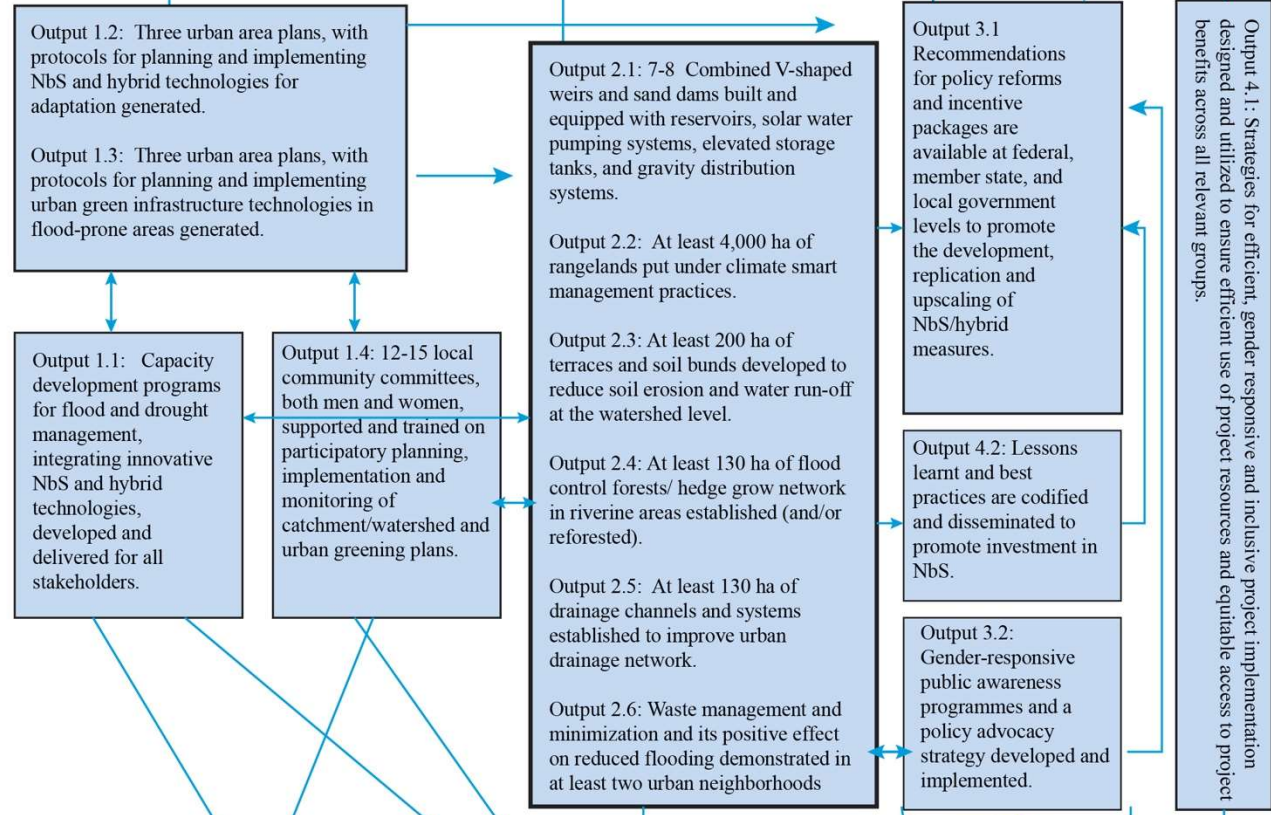 Output 1.2: Three urban area plans, with
protocols for planning and implementing
NbS and hybrid technologies for
adaptation generated.
Output 1.3: Three urban area plans, with
protocols for planning and implementing
urban green infrastructure technologies in
flood-prone areas generated.
Output 1.1: Capacity
development programs
for flood and drought
management,
integrating innovative
NbS and hybrid
technologies,
developed and
delivered for all
stakeholders.
Output 1.4: 12-15 local
community committees,
both men and women,
supported and trained on
participatory planning,
implementation and
monitoring of
catchment/watershed and
urban greening plans.
Output 2.1: 7-8 Combined V-shaped
weirs and sand dams built and
equipped with reservoirs, solar water
pumping systems, elevated storage
tanks, and gravity distribution
systems.
Output 2.2: At least 4,000 ha of
rangelands put under climate smart
management practices.
Output 2.3: At least 200 ha of
terraces and soil bunds developed to
reduce soil erosion and water run-off
at the watershed level.
Output 2.4: At least 130 ha of flood
control forests/ hedge grow network
in riverine areas established (and/or
reforested).
Output 2.5: At least 130 ha of
drainage channels and systems
established to improve urban
drainage network.
Output 2.6: Waste management and
minimization and its positive effect
on reduced flooding demonstrated in
at least two urban neighborhoods
Output 3.1
Recommendations
for policy reforms
and incentive
packages are
available at federal,
member state, and
local government
levels to promote
the development,
replication and
upscaling of
NbS/hybrid
measures.
Output 4.2: Lessons
learnt and best
practices are codified
and disseminated to
promote investment in
NbS.
Output 3.2:
Gender-responsive
public awareness
programmes and a
policy advocacy
strategy developed and
implemented.
Output 4.1: Strategies for efficient, gender responsive and inclusive project implementation
designed and utilized to ensure efficient use of project resources and equitable access to project
benefits across all relevant groups.